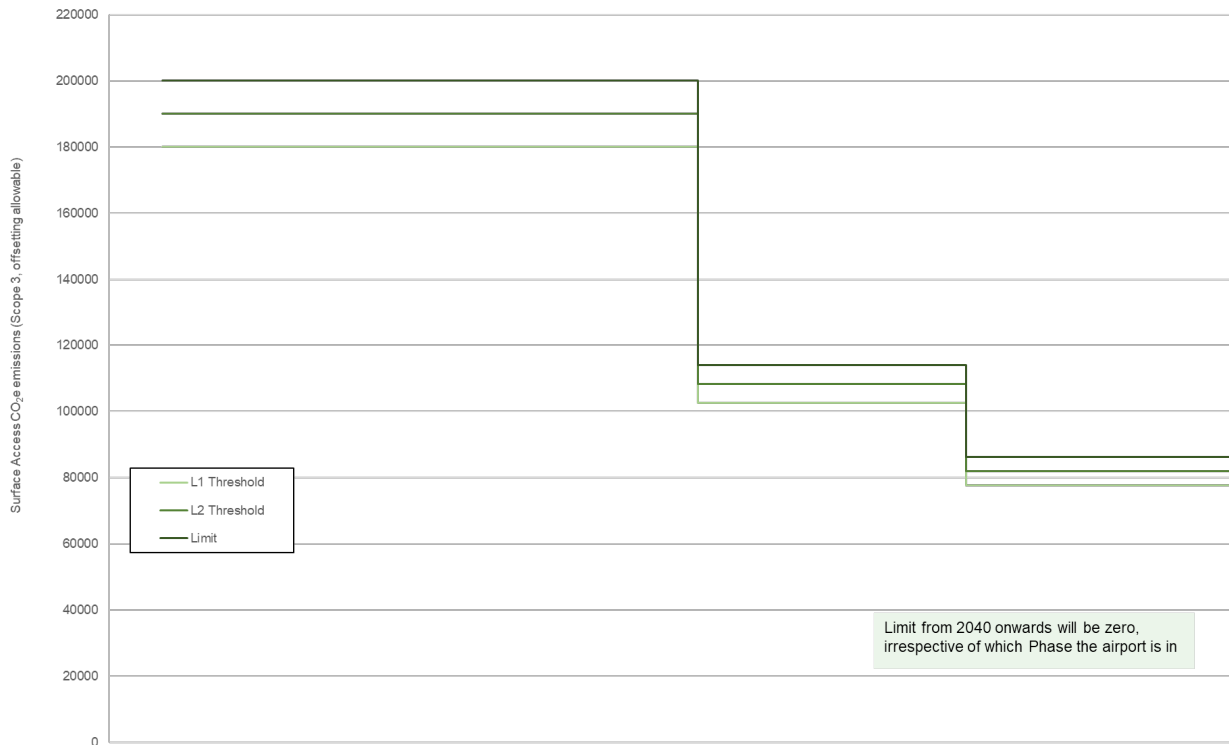 220000
200000
180000
160000
140000
120000
100000
80000
60000
40000
20000
0
Surface Access CO₂e emissions (Scope 3, offsetting allowable)
L1 Threshold
L2 Threshold
Limit
Limit from 2040 onwards will be zero,
irrespective of which Phase the airport is in